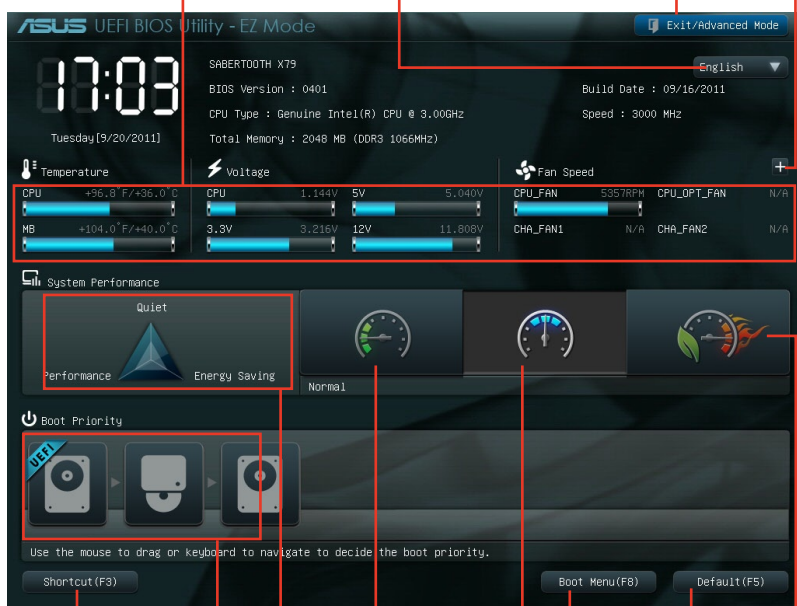 ASUS UEFI BIOS Utility - EZ Mode
Exit/Advanced Mode
17:03
Tuesday[9/20/2011]
SABERTOOTH X79
English
BIOS Version : 0401
Build Date : 09/16/2011
CPU Type : Genuine Intel(R) CPU @ 3.00GHz
Speed : 3000 MHz
Total Memory : 2048 MB (DDR3 1066MHz)
Temperature
Voltage
Fan Speed
CPU +96.8°F/+36.0°C
CPU 1.144V 5V 5.040V
CPU_FAN 5357RPM CPU_OPT_FAN N/A
MB +104.0°F/+40.0°C
3.3V 3.216V 12V 11.808V
CHA_FAN1 N/A CHA_FAN2 N/A
System Performance
Quiet
Performance
Energy Saving
Normal
Boot Priority
UEFI
Use the mouse to drag or keyboard to navigate to decide the boot priority.
Shortcut(F3)
Boot Menu(F8)
Default(F5)